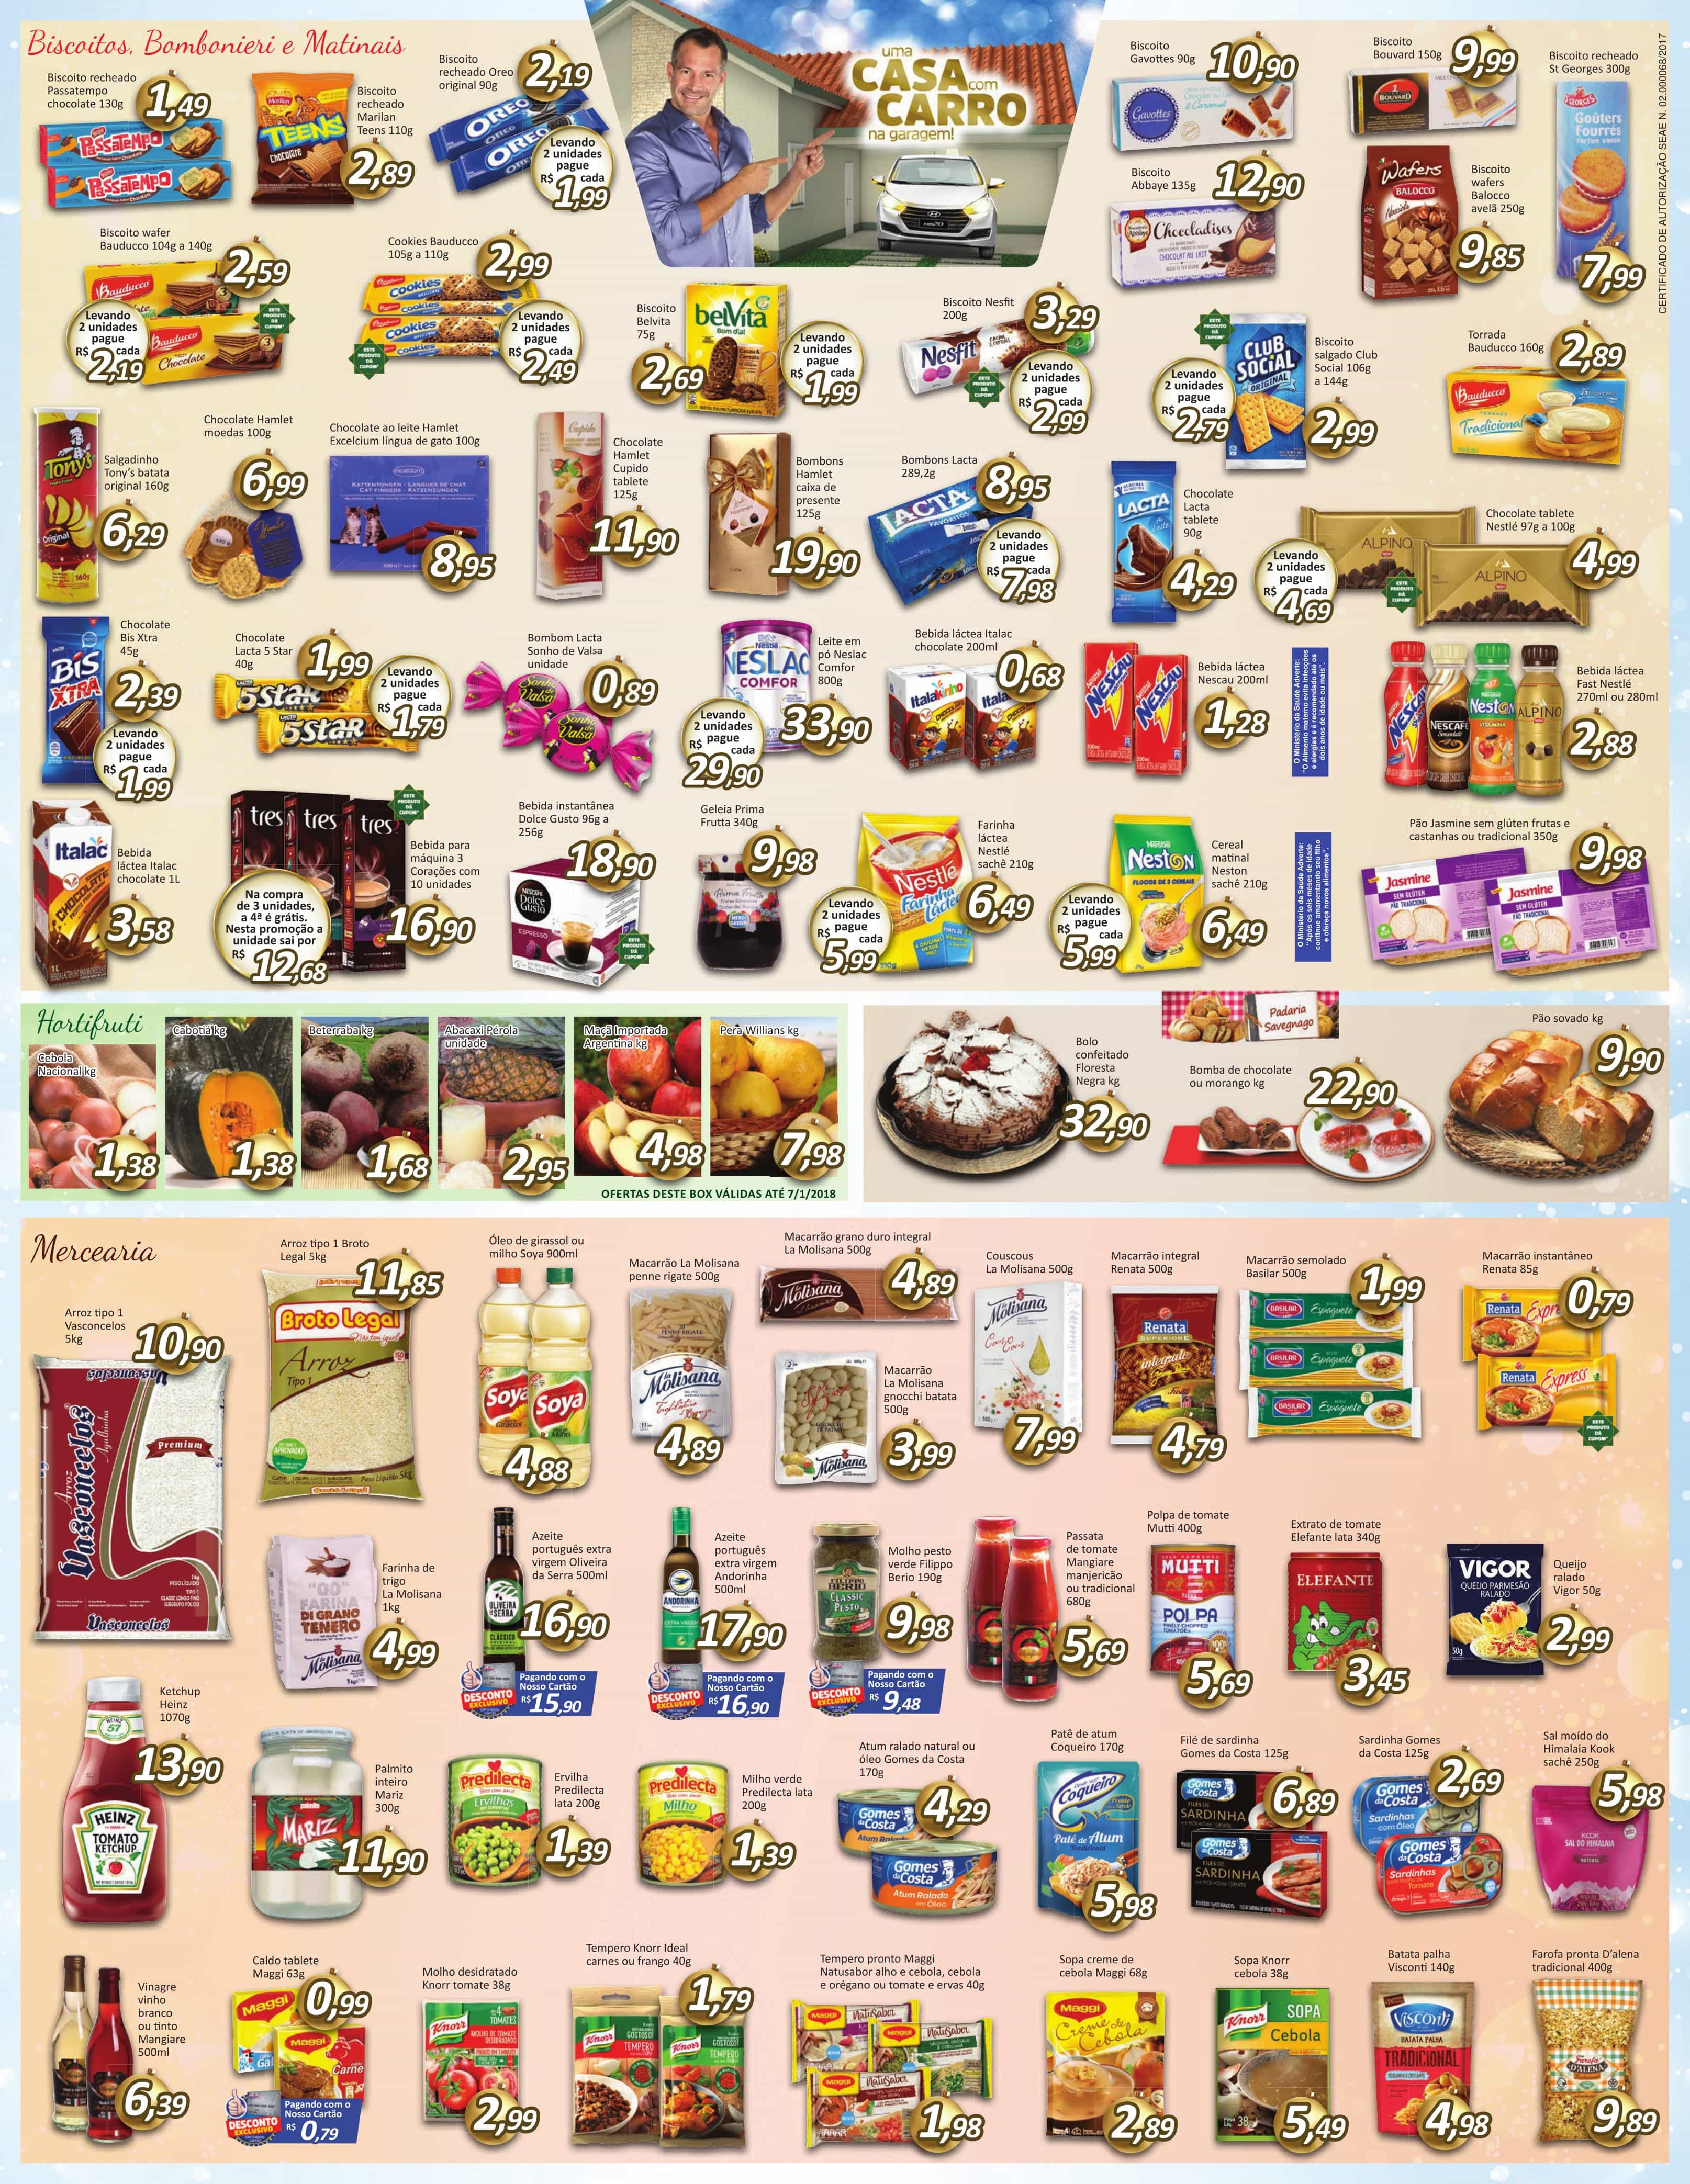 Biscoitos, Bombonieri e Matinais
Biscoito recheado
Passatempo
chocolate 130g
1,49
Biscoito
recheado
Marilan
Teens 110g
2,89
Biscoito
recheado Oreo
original 90g
2,19
Levando
2 unidades
pague
R$ cada
1,99
uma
CASA com
CARRO
na garagem!
Biscoito
Gavottes 90g
10,90
Biscoito
Bouvard 150g
9,99
Biscoito recheado
St Georges 300g
7,99
CERTIFICADO DE AUTORIZAÇÃO SEAE N. 02.000068/2017
Biscoito
Abbaye 135g
12,90
Biscoito
wafers
Balocco
avelã 250g
9,85
Biscoito wafer
Bauducco 104g a 140g
2,59
Levando
2 unidades
pague
R$ cada
2,19
ESTE
PRODUTO
DÁ
CUPOM*
Cookies Bauducco
105g a 110g
2,99
Levando
2 unidades
pague
R$ cada
2,49
ESTE
PRODUTO
DÁ
CUPOM*
Biscoito
Belvita
75g
2,69
Levando
2 unidades
pague
R$ cada
1,99
Biscoito Nesfit
200g
3,29
Levando
2 unidades
pague
R$ cada
2,99
ESTE
PRODUTO
DÁ
CUPOM*
Biscoito
salgado Club
Social 106g
a 144g
2,99
Levando
2 unidades
pague
R$ cada
2,79
ESTE
PRODUTO
DÁ
CUPOM*
Torrada
Bauducco 160g
2,89
Salgadinho
Tony's batata
original 160g
6,29
Chocolate Hamlet
moedas 100g
6,99
Chocolate ao leite Hamlet
Excelcium língua de gato 100g
8,95
Chocolate
Hamlet
Cupido
tablete
125g
11,90
Bombons
Hamlet
caixa de
presente
125g
19,90
Bombons Lacta
289,2g
8,95
Levando
2 unidades
pague
R$ cada
7,98
Chocolate
Lacta
tablete
90g
4,29
Chocolate tablete
Nestlé 97g a 100g
4,99
Levando
2 unidades
pague
R$ cada
4,69
ESTE
PRODUTO
DÁ
CUPOM*
Chocolate
Bis Xtra
45g
2,39
Levando
2 unidades
pague
R$ cada
1,99
Chocolate
Lacta 5 Star
40g
1,99
Levando
2 unidades
pague
R$ cada
1,79
Bombom Lacta
Sonho de Valsa
unidade
0,89
Leite em
pó Neslac
Comfor
800g
33,90
Levando
2 unidades
R$ pague
cada
29,90
Bebida láctea Italac
chocolate 200ml
0,68
Bebida láctea
Nescau 200ml
1,28
O Ministério da Saúde Adverte:
"O Alimento materno evita infecções
e alergias e é recomendado até os
dois anos de idade ou mais".
Bebida láctea
Fast Nestlé
270ml ou 280ml
2,88
Bebida
láctea Italac
chocolate 1L
3,58
Bebida para
máquina 3
Corações com
10 unidades
16,90
Na compra
de 3 unidades,
a 4ª é grátis.
Nesta promoção a
unidade sai por
R$
12,68
ESTE
PRODUTO
DÁ
CUPOM*
Bebida instantânea
Dolce Gusto 96g a
256g
18,90
ESTE
PRODUTO
DÁ
CUPOM*
Geleia Prima
Frutta 340g
9,98
Farinha
láctea
Nestlé
sachê 210g
6,49
Levando
2 unidades
R$ pague
cada
5,99
Cereal
matinal
Neston
sachê 210g
6,49
Levando
2 unidades
R$ pague
cada
5,99
O Ministério da Saúde Adverte:
"Após os seis meses de idade
continue amamentando seu filho
e ofereça novos alimentos".
Pão Jasmine sem glúten frutas e
castanhas ou tradicional 350g
9,98
Hortifruti
Cebola
Nacional kg
1,38
Cabotiá kg
1,38
Beterraba kg
1,68
Abacaxi Pérola
unidade
2,95
Maçã Importada
Argentina kg
4,98
Pera Willians kg
7,98
OFERTAS DESTE BOX VÁLIDAS ATÉ 7/1/2018
Padaria
Savegnago
Bolo
confeitado
Floresta
Negra kg
32,90
Bomba de chocolate
ou morango kg
22,90
Pão sovado kg
9,90
Mercearia
Arroz tipo 1
Vasconcelos
5kg
10,90
Arroz tipo 1 Broto
Legal 5kg
11,85
Óleo de girassol ou
milho Soya 900ml
4,88
Macarrão La Molisana
penne rigate 500g
4,89
Macarrão grano duro integral
La Molisana 500g
4,89
Macarrão
La Molisana
gnocchi batata
500g
3,99
Couscous
La Molisana 500g
7,99
Macarrão integral
Renata 500g
4,79
Macarrão semolado
Basilar 500g
1,99
Macarrão instantâneo
Renata 85g
0,79
ESTE
PRODUTO
DÁ
CUPOM*
Farinha de
trigo
La Molisana
1kg
4,99
Azeite
português extra
virgem Oliveira
da Serra 500ml
16,90
DESCONTO
EXCLUSIVO
Pagando com o
Nosso Cartão
R$ 15,90
Azeite
português
extra virgem
Andorinha
500ml
17,90
DESCONTO
EXCLUSIVO
Pagando com o
Nosso Cartão
R$ 16,90
Molho pesto
verde Filippo
Berio 190g
9,98
DESCONTO
EXCLUSIVO
Pagando com o
Nosso Cartão
R$ 9,48
Passata
de tomate
Mangiare
manjericão
ou tradicional
680g
5,69
Polpa de tomate
Mutti 400g
5,69
Extrato de tomate
Elefante lata 340g
3,45
Queijo
ralado
Vigor 50g
2,99
Ketchup
Heinz
1070g
13,90
Palmito
inteiro
Mariz
300g
11,90
Ervilha
Predilecta
lata 200g
1,39
Milho verde
Predilecta lata
200g
1,39
Atum ralado natural ou
óleo Gomes da Costa
170g
4,29
Patê de atum
Coqueiro 170g
5,98
Filé de sardinha
Gomes da Costa 125g
6,89
Sardinha Gomes
da Costa 125g
2,69
Sal moído do
Himalaia Kook
sachê 250g
5,98
Vinagre
vinho
branco
ou tinto
Mangiare
500ml
6,39
Caldo tablete
Maggi 63g
0,99
DESCONTO
EXCLUSIVO
Pagando com o
Nosso Cartão
R$ 0,79
Molho desidratado
Knorr tomate 38g
2,99
Tempero Knorr Ideal
carnes ou frango 40g
1,79
Tempero pronto Maggi
Natusabor alho e cebola, cebola
e orégano ou tomate e ervas 40g
1,98
Sopa creme de
cebola Maggi 68g
2,89
Sopa Knorr
cebola 38g
5,49
Batata palha
Visconti 140g
4,98
Farofa pronta D'alena
tradicional 400g
9,89